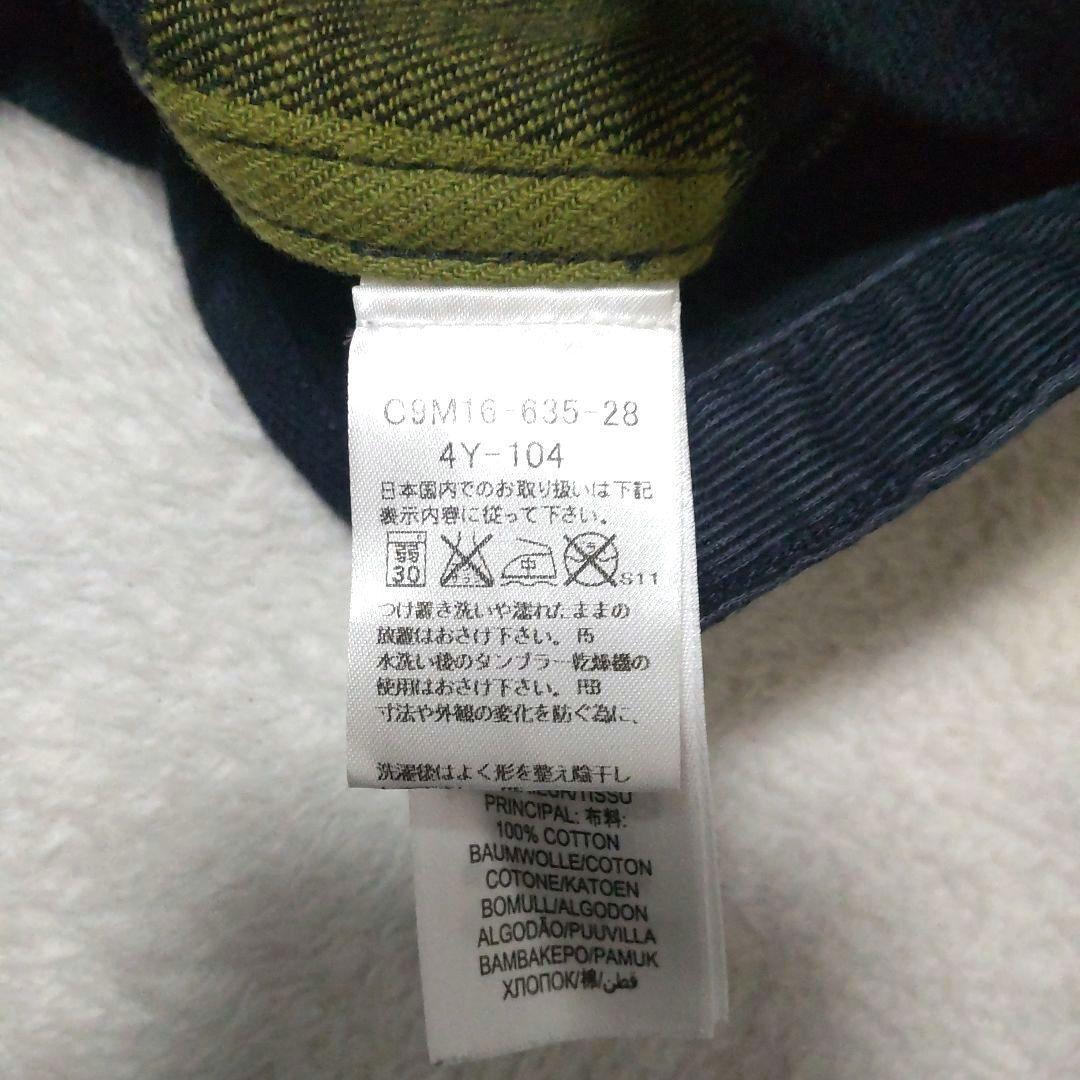 C9M16-635-28
4Y-104
日本国内でのお取り扱いは下記
表示内容に従って下さい。
弱
30
中
S11
つけ置き洗いや濡れたままの
放置はおさけ下さい。F5
水洗い後のタンブラー乾燥機の
使用はおさけ下さい。FB
寸法や外観の変化を防ぐ為に、
洗濯後はよく形を整え陰干し
PRINCIPAL: 布料:
100% COTTON
BAUMWOLLE/COTON
COTONE/KATOEN
BOMULL/ALGODON
ALGODÃO/PUUVILLA
ΒΑΜΒΑΚΕΡΟ/PAMUK
ХЛОПОК/棉/قطن